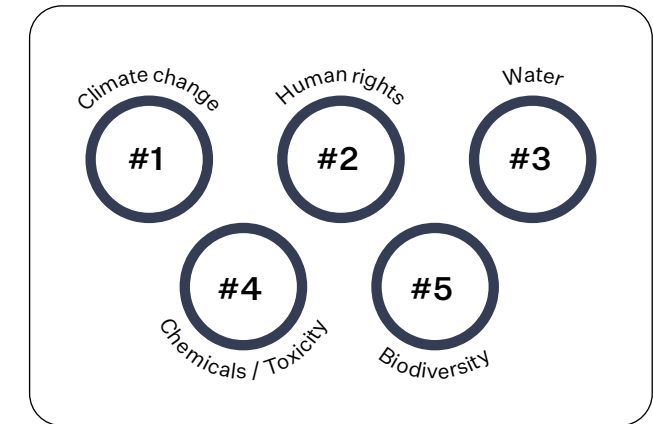 Climate change
#1
Human rights
#2
Water
#3
#4
Chemicals / Toxicity
#5
Biodiversity